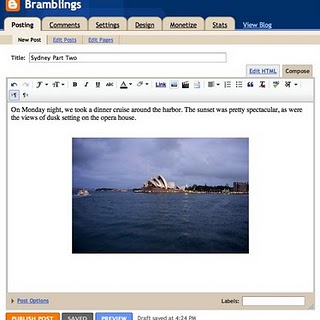 Bramblings
Posting Comments Settings Design Monetize Stats View Blog
New Post Edit Posts Edit Pages
Title: Sydney Part Two
Edit HTML Compose
Link
On Monday night, we took a dinner cruise around the harbor. The sunset was pretty spectacular, as were
the views of dusk setting on the opera house.
Post Options Labels:
PUBLISH POST SAVED PREVIEW Draft saved at 4:24 PM